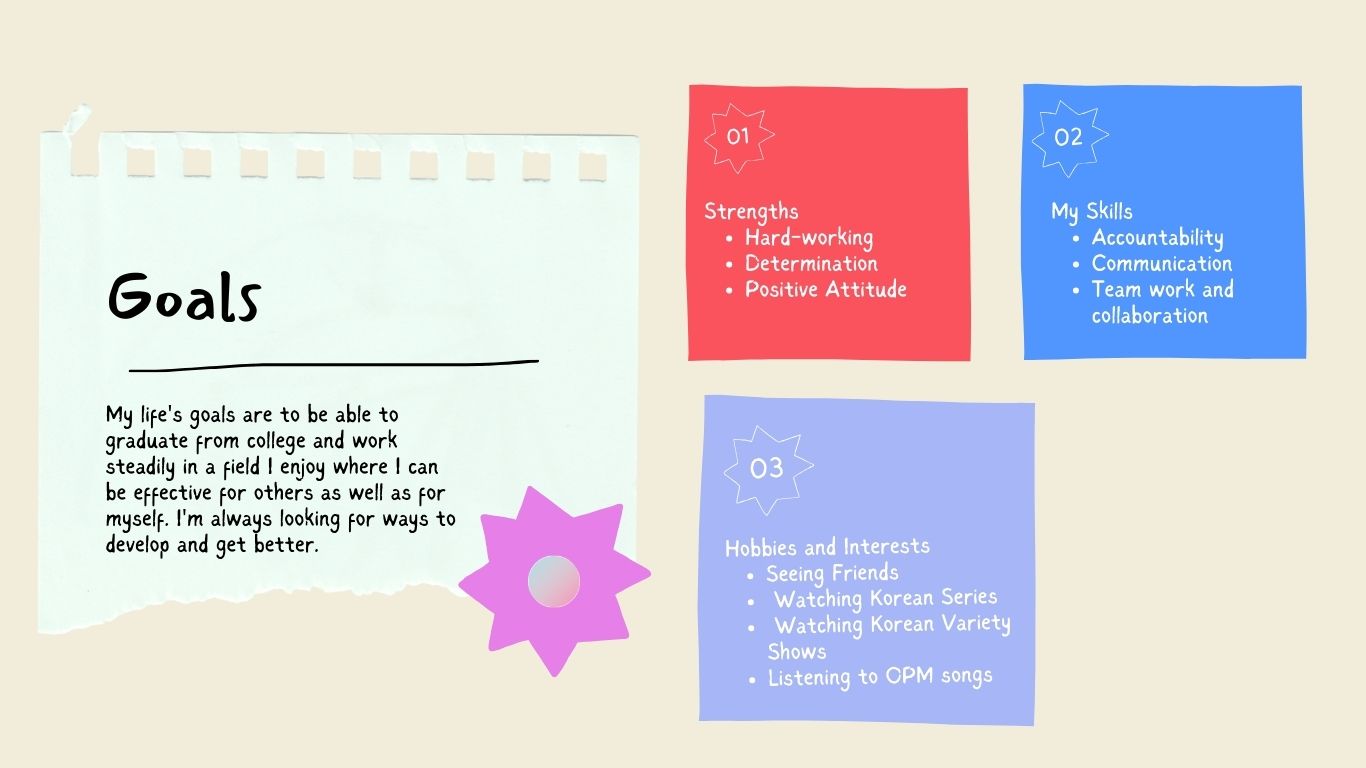 Goals
My life's goals are to be able to
graduate from college and work
steadily in a field I enjoy where I can
be effective for others as well as for
myself. I'm always looking for ways to
develop and get better.
01
Strengths
• Hard-working
• Determination
• Positive Attitude
02
My Skills
• Accountability
• Communication
• Team work and
collaboration
03
Hobbies and Interests
• Seeing Friends
• Watching Korean Series
• Watching Korean Variety
Shows
• Listening to OPM songs